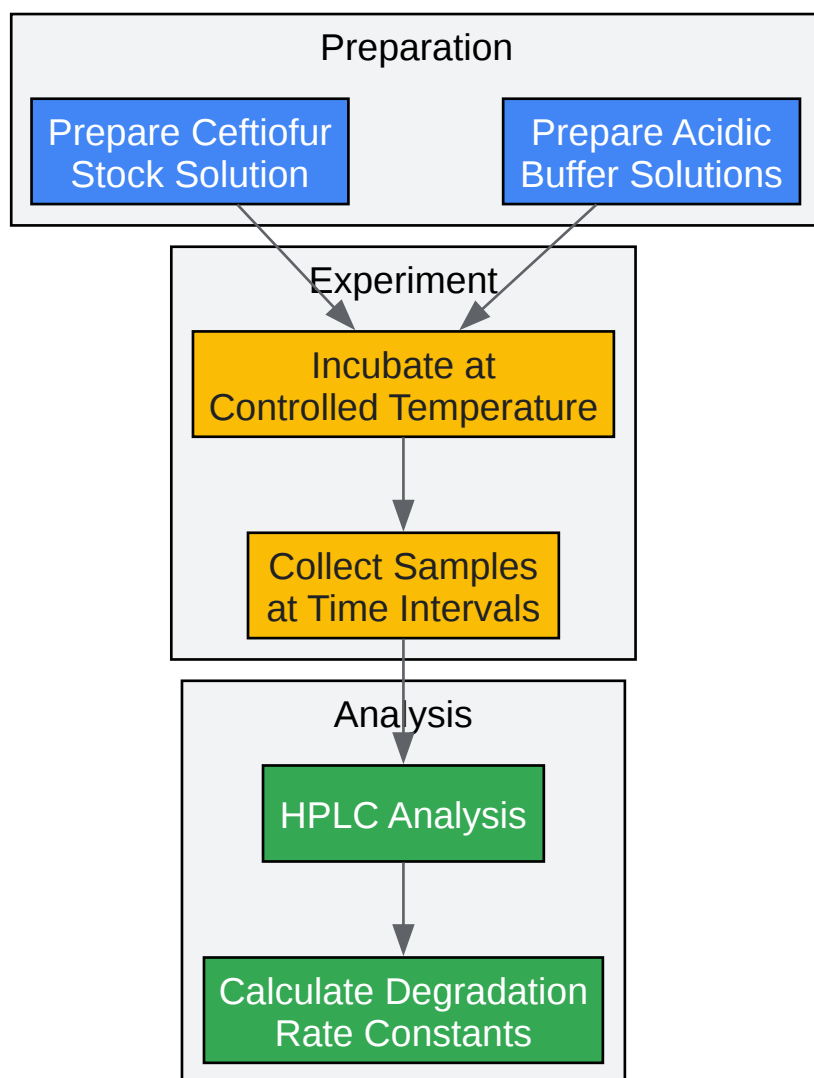 Preparation
Prepare Ceftiofur
Stock Solution
Prepare Acidic
Buffer Solutions
Experiment
Incubate at
Controlled Temperature
Collect Samples
at Time Intervals
Analysis
HPLC Analysis
Calculate Degradation
Rate Constants